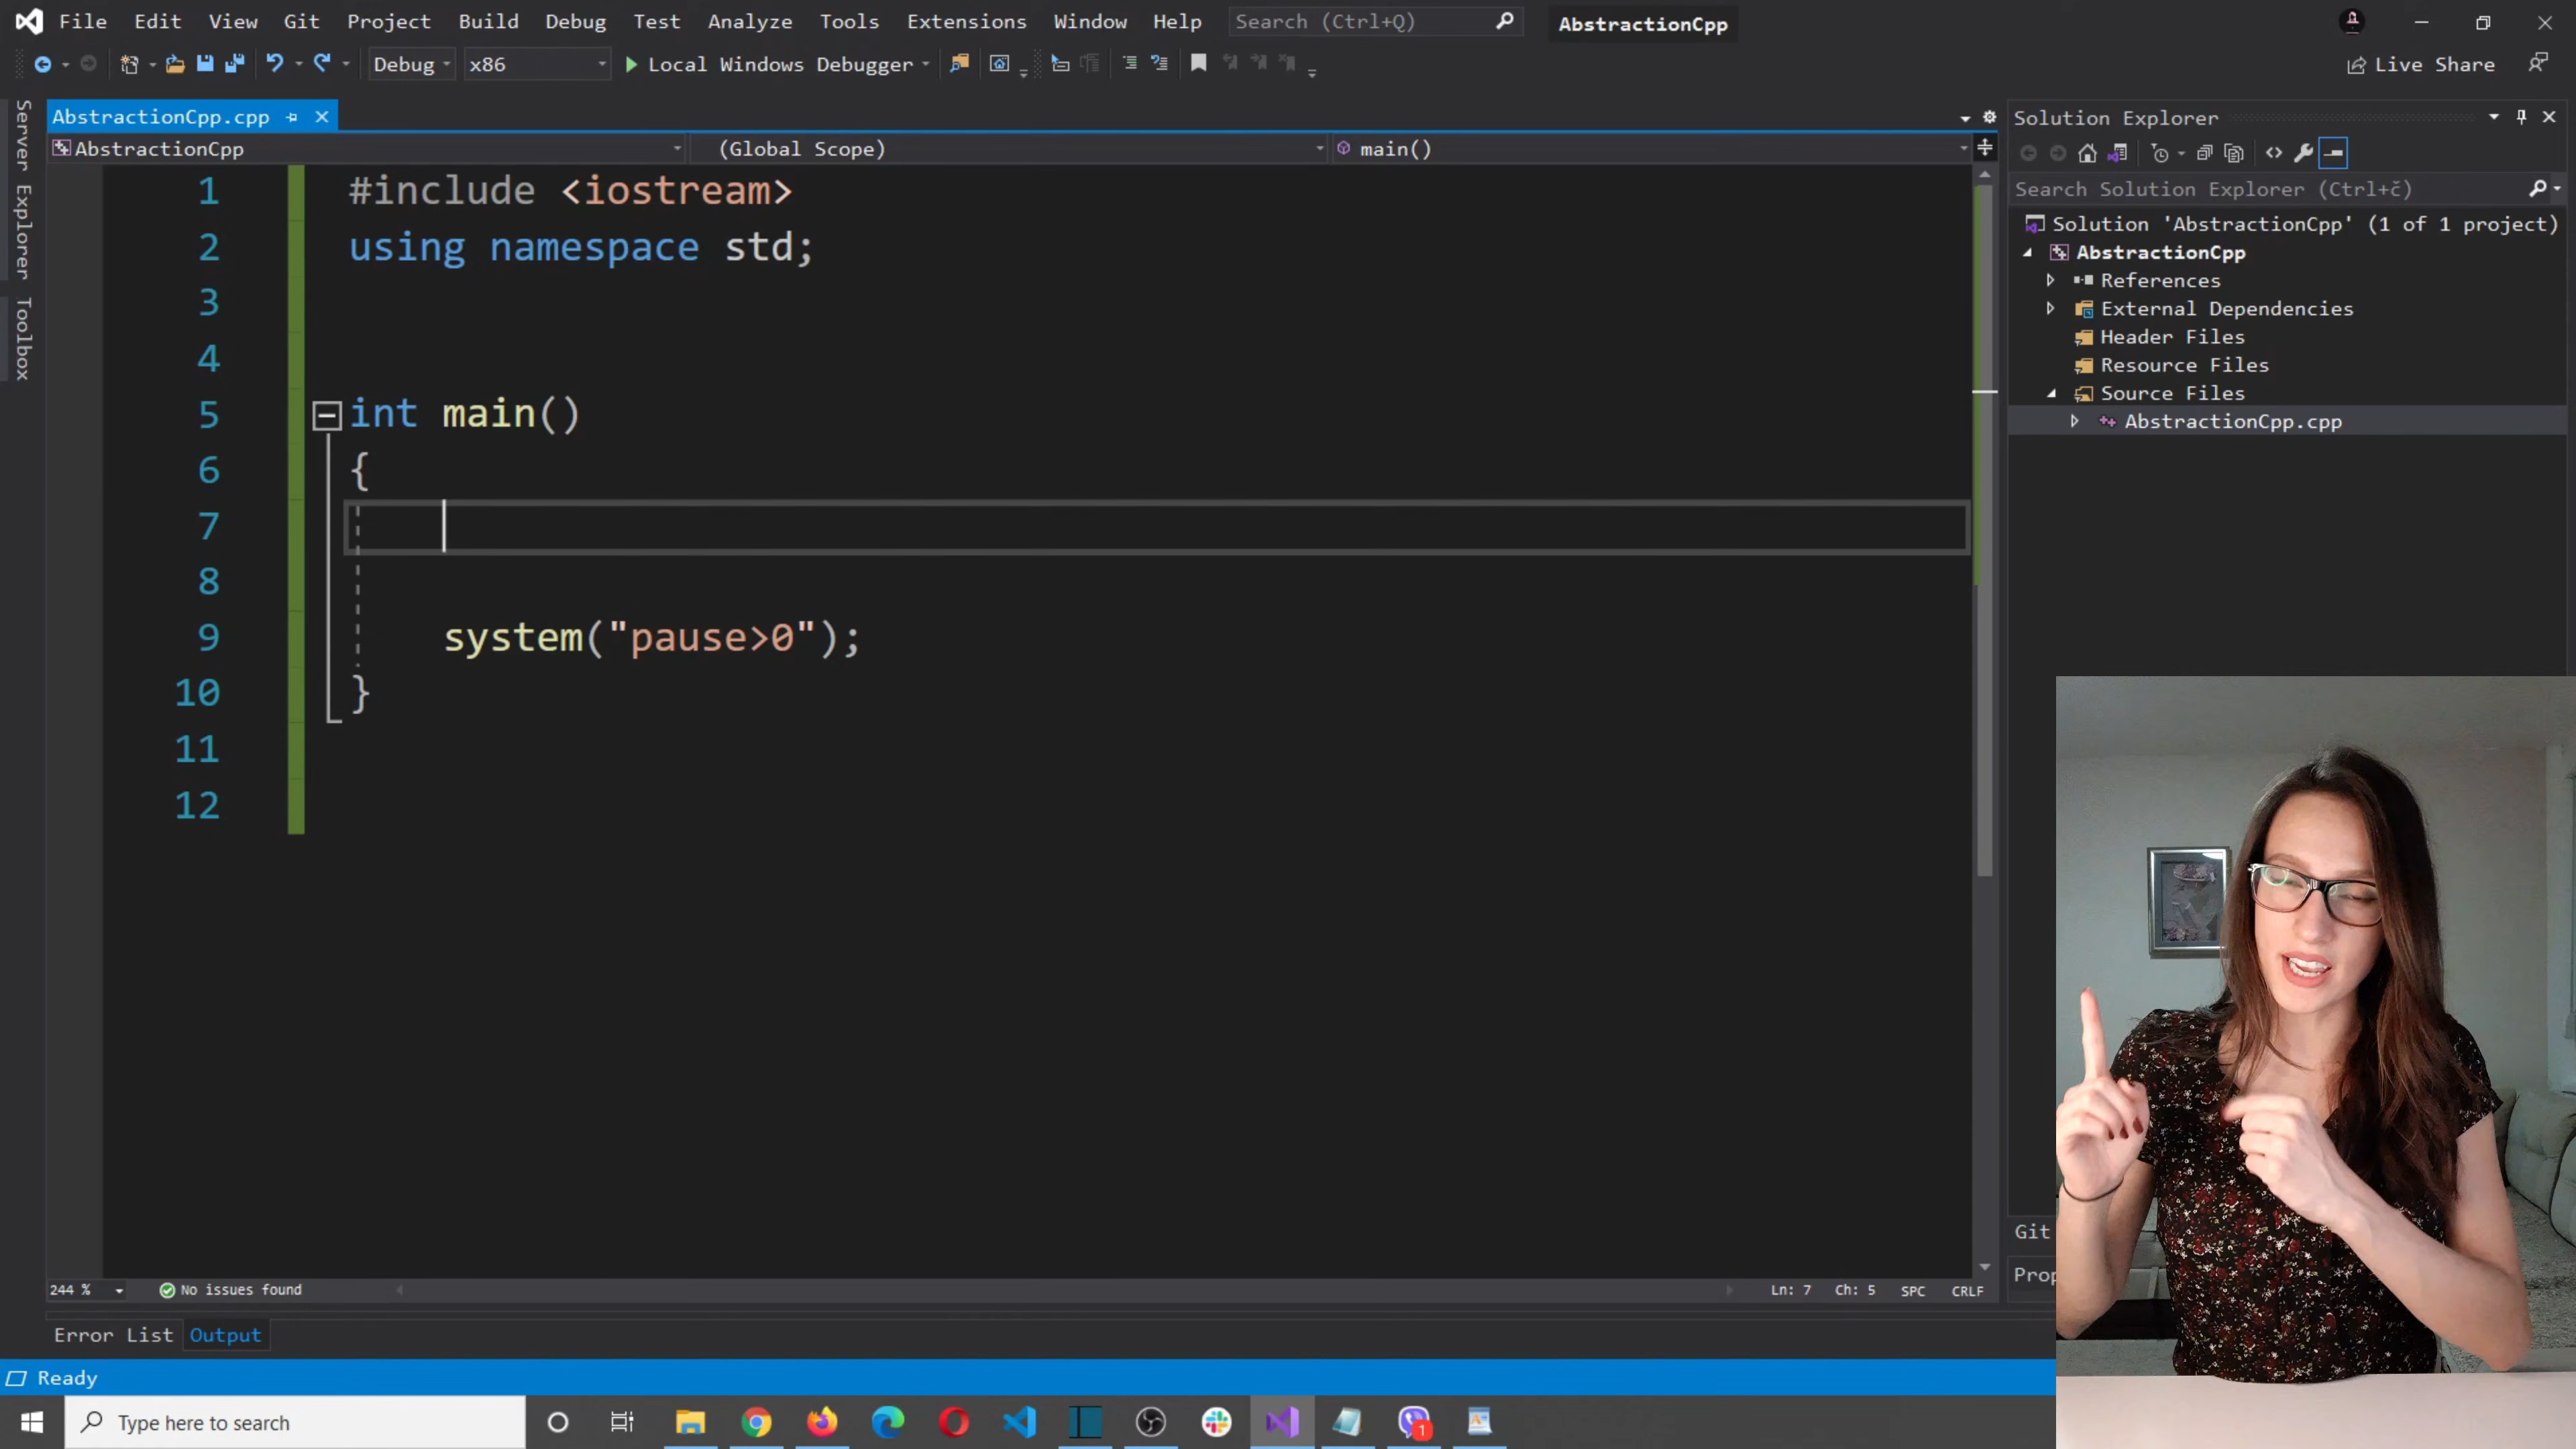 File Edit View Git Project Build Debug Test Analyze Tools Extensions Window Help Search (Ctrl+Q) AbstractionCpp
Debug x86 Local Windows Debugger Live Share
Server Explorer
Toolbox
AbstractionCpp.cpp
AbstractionCpp (Global Scope) main()
1 #include <iostream>
2 using namespace std;
3
4
5 int main()
6 {
7
8
9 system("pause>0");
10 }
11
12
Solution Explorer
Search Solution Explorer (Ctrl+č)
Solution 'AbstractionCpp' (1 of 1 project)
AbstractionCpp
References
External Dependencies
Header Files
Resource Files
Source Files
AbstractionCpp.cpp
Git
Prop
244 % No issues found Ln: 7 Ch: 5 SPC CRLF
Error List Output
Ready
Type here to search
1